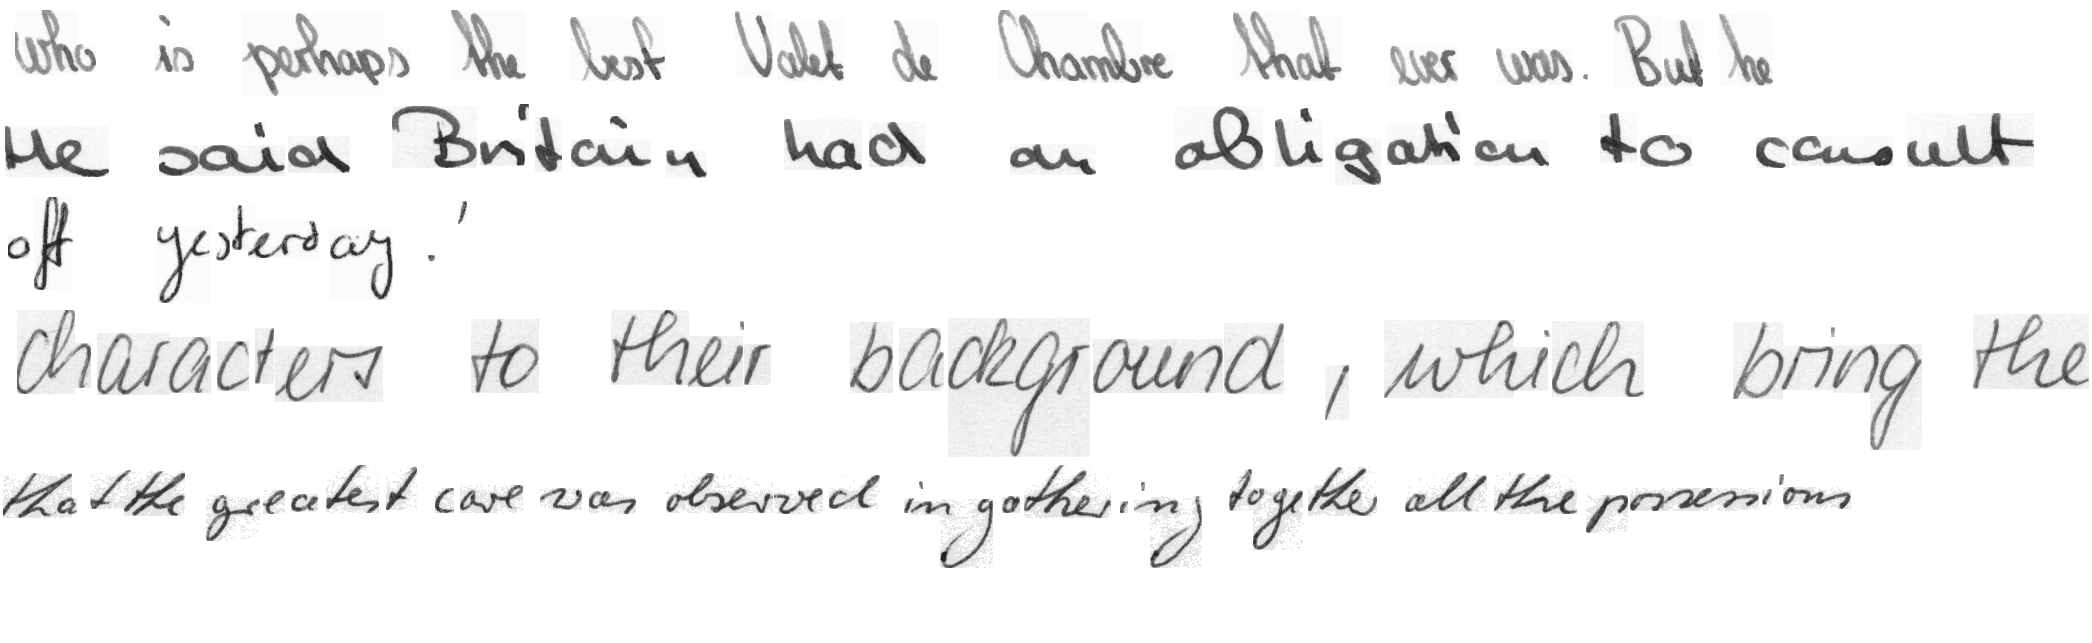 who is perhaps the best Valet de Chambre that ever was. But he
He said Britain had an obligation to consult
off yesterday.'
characters to their background, which bring the
that the greatest care was observed in gathering together all the possessions